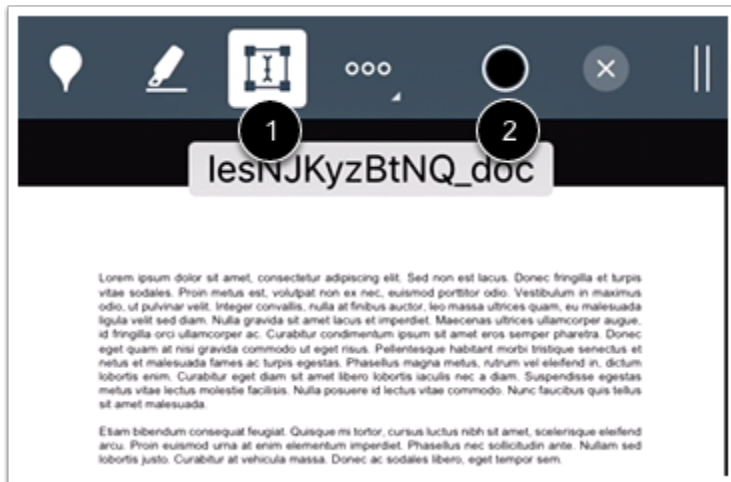 1
2
IesNJKyzBtNQ_doc
Lorem ipsum dolor sit amet, consectetur adipiscing elit. Sed non est lacus. Donec fringilla et turpis
vitae sodales. Proin metus est, volutpat non ex nec, euismod porttitor odio. Vestibulum in maximus
odio, ut pulvinar velit. Integer convallis, nulla at finibus auctor, leo massa ultrices quam, eu malesuada
ligula velit sed diam. Nulla gravida sit amet lacus et imperdiet. Maecenas ultrices ullamcorper augue,
id fringilla orci ullamcorper ac. Curabitur condimentum ipsum sit amet eros semper pharetra. Donec
eget quam at nisi gravida commodo ut eget risus. Pellentesque habitant morbi tristique senectus et
netus et malesuada fames ac turpis egestas. Phasellus magna metus, rutrum vel eleifend in, dictum
lobortis enim. Curabitur eget diam sit amet libero lobortis iaculis nec a diam. Suspendisse egestas
metus vitae lectus molestie facilisis. Nulla posuere id lectus vitae commodo. Nunc faucibus quis tellus
sit amet malesuada.
Etiam bibendum consequat feugiat. Quisque mi tortor, cursus luctus nibh sit amet, scelerisque eleifend
arcu. Proin euismod urna at enim elementum imperdiet. Phasellus nec sollicitudin ante. Nullam sed
lobortis justo. Curabitur at vehicula massa. Donec ac sodales libero, eget tempor sem.